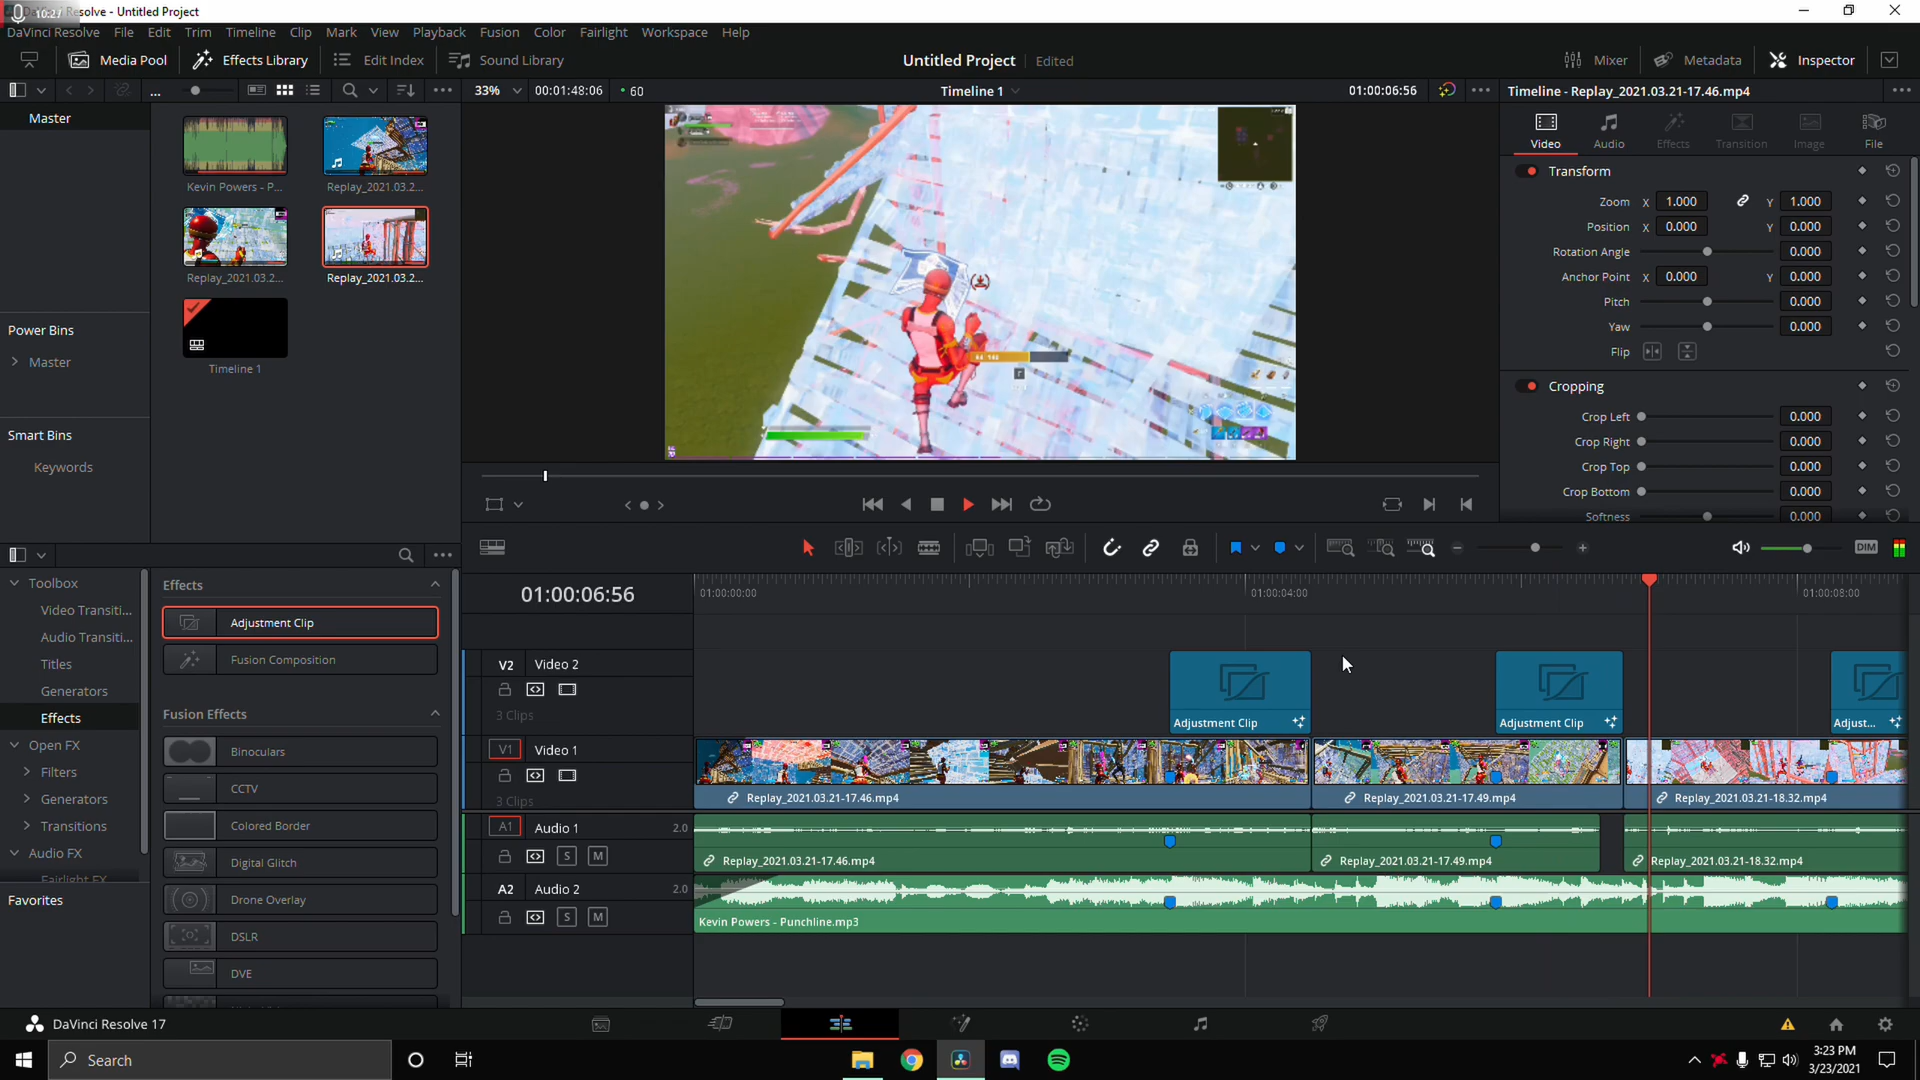 10:27
Resolve - Untitled Project
DaVinci Resolve File Edit Trim Timeline Clip Mark View Playback Fusion Color Fairlight Workspace Help
Media Pool Effects Library Edit Index Sound Library Untitled Project Edited Mixer Metadata Inspector
... 33% 00:01:48:06 60 Timeline 1 01:00:06:56 Timeline - Replay_2021.03.21-17.46.mp4
Master
Kevin Powers - P... Replay_2021.03.2...
Replay_2021.03.2... Replay_2021.03.2...
Timeline 1
Power Bins
Master
Smart Bins
Keywords
Video Audio Effects Transition Image File
Transform
Zoom X 1.000 Y 1.000
Position X 0.000 Y 0.000
Rotation Angle 0.000
Anchor Point X 0.000 Y 0.000
Pitch 0.000
Yaw 0.000
Flip
Cropping
Crop Left 0.000
Crop Right 0.000
Crop Top 0.000
Crop Bottom 0.000
Softness 0.000
DIM
Toolbox
Video Transiti...
Audio Transiti...
Titles
Generators
Effects
Open FX
Filters
Generators
Transitions
Audio FX
Fairlight FX
Favorites
Effects
Adjustment Clip
Fusion Composition
Fusion Effects
Binoculars
CCTV
Colored Border
Digital Glitch
Drone Overlay
DSLR
DVE
01:00:06:56 01:00:00:00 01:00:04:00 01:00:08:00
V2 Video 2
3 Clips
Adjustment Clip Adjustment Clip Adjust...
V1 Video 1
3 Clips
Replay_2021.03.21-17.46.mp4 Replay_2021.03.21-17.49.mp4 Replay_2021.03.21-18.32.mp4
A1 Audio 1 2.0
S M
Replay_2021.03.21-17.46.mp4 Replay_2021.03.21-17.49.mp4 Replay_2021.03.21-18.32.mp4
A2 Audio 2 2.0
S M
Kevin Powers - Punchline.mp3
DaVinci Resolve 17
Search
3:23 PM
3/23/2021